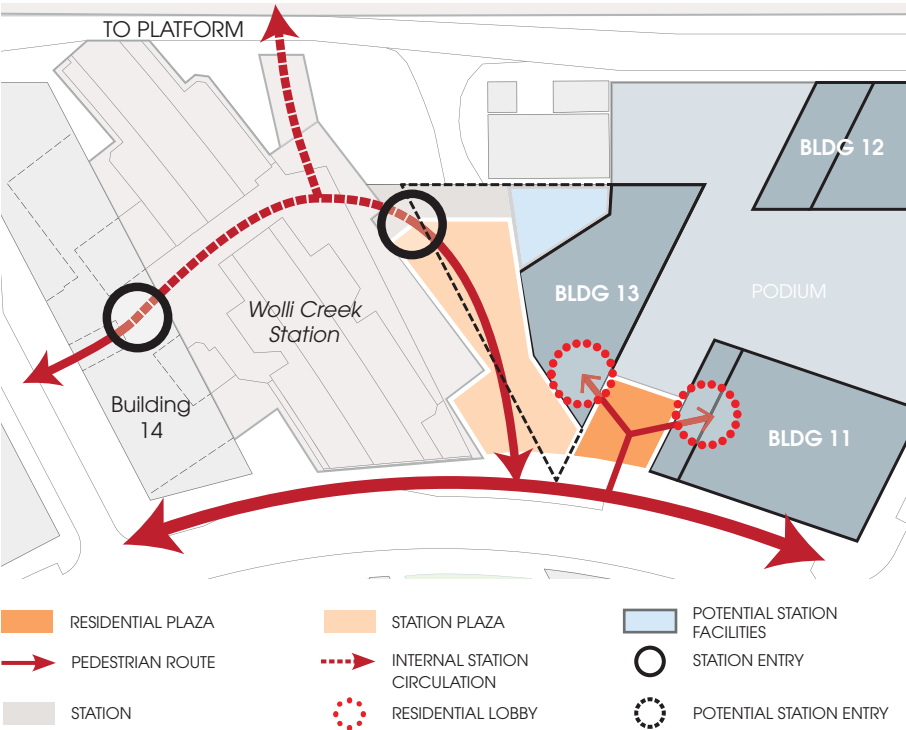 TO PLATFORM
BLDG 12
BLDG 13
PODIUM
Wolli Creek
Station
Building
14
BLDG 11
RESIDENTIAL PLAZA
STATION PLAZA
POTENTIAL STATION
FACILITIES
PEDESTRIAN ROUTE
INTERNAL STATION
CIRCULATION
STATION ENTRY
STATION
RESIDENTIAL LOBBY
POTENTIAL STATION ENTRY